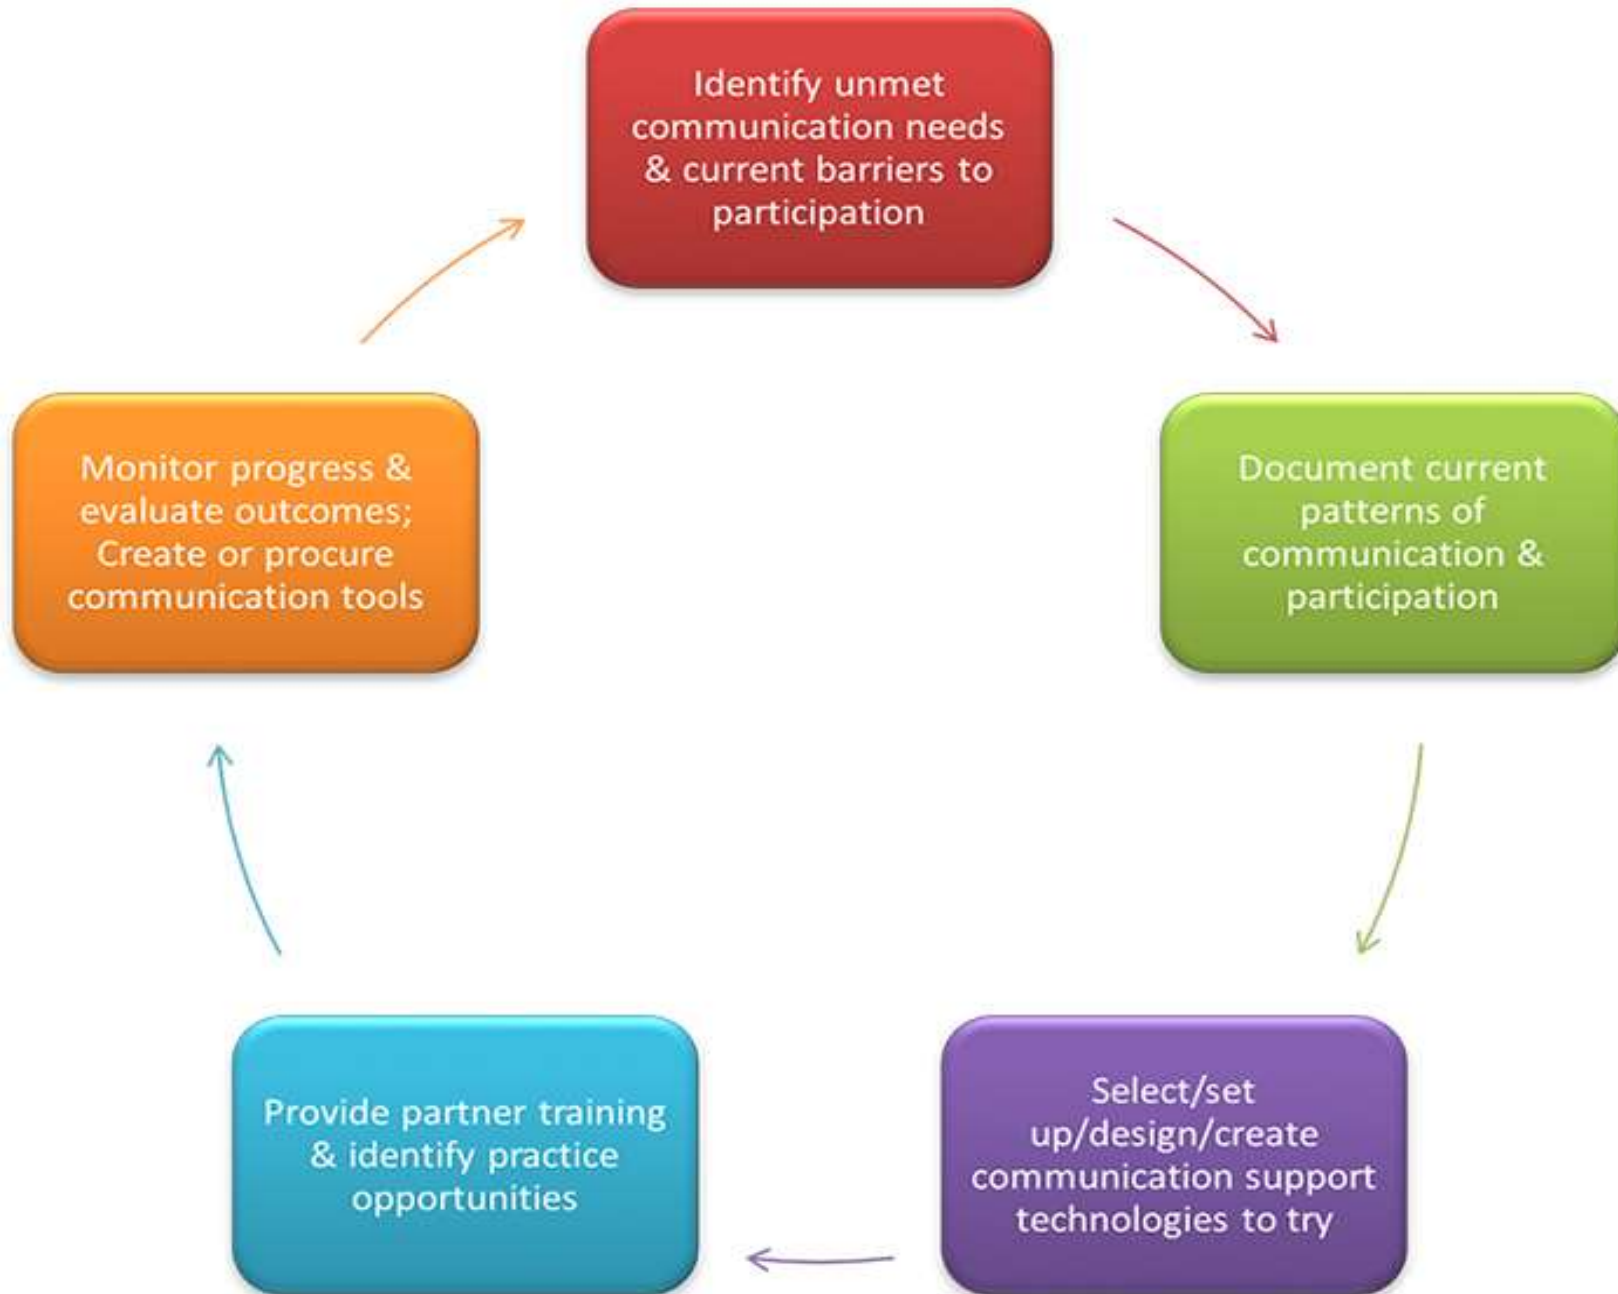 Identify unmet
communication needs
& current barriers to
participation
Document current
patterns of
communication &
participation
Select/set
up/design/create
communication support
technologies to try
Provide partner training
& identify practice
opportunities
Monitor progress &
evaluate outcomes;
Create or procure
communication tools